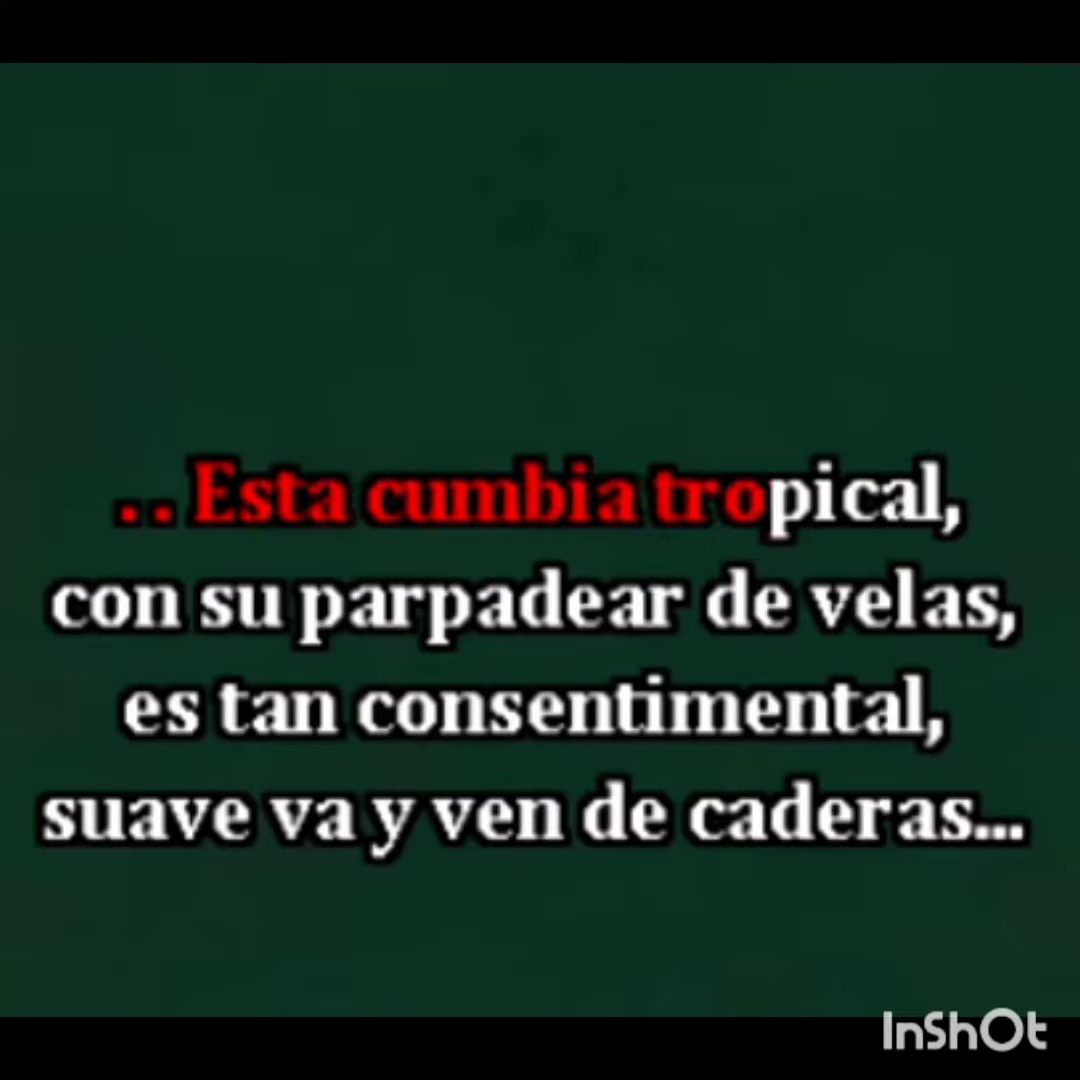 . . Esta cumbia tropical,
con su parpadear de velas,
es tan consentimental,
suave va y ven de caderas...
InShOt